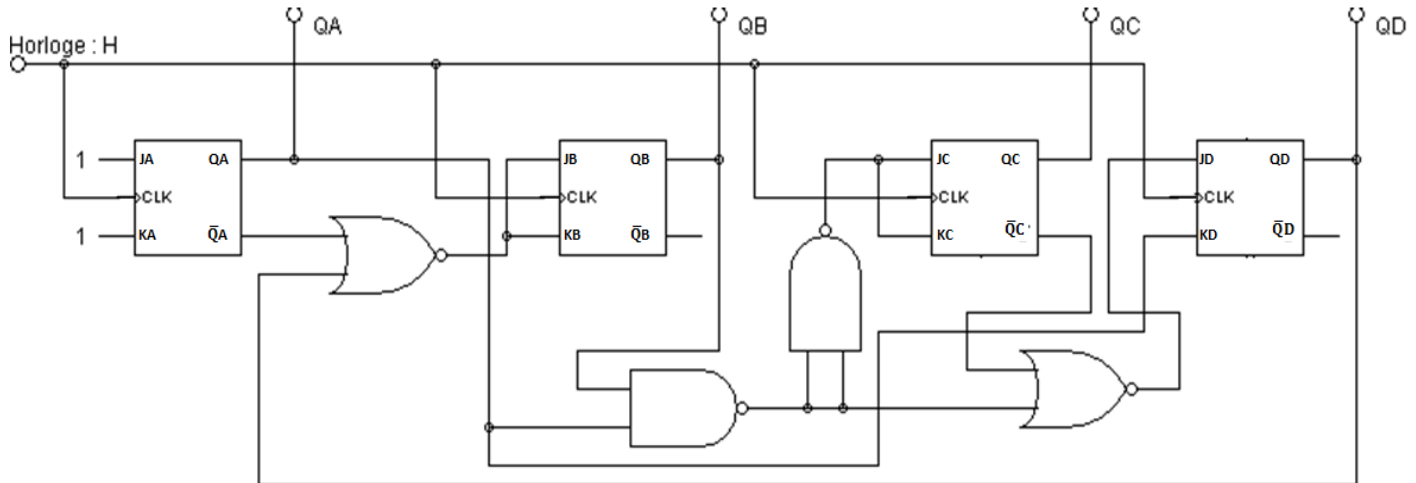 QA
QB
QC
QD
Horloge : H
1
JA
QA
CLK
1
KA
Q̅A
JB
QB
CLK
KB
Q̅B
JC
QC
CLK
KC
Q̅C
JD
QD
CLK
KD
Q̅D